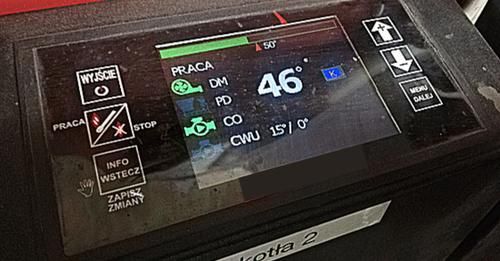 WYJŚCIE
PRACA
STOP
INFO
WSTECZ
ZAPISZ
ZMIANY
50°
PRACA
DM
PD
CO
CWU 15°/ 0°
46°
K
MENU
DALEJ
kotła 2